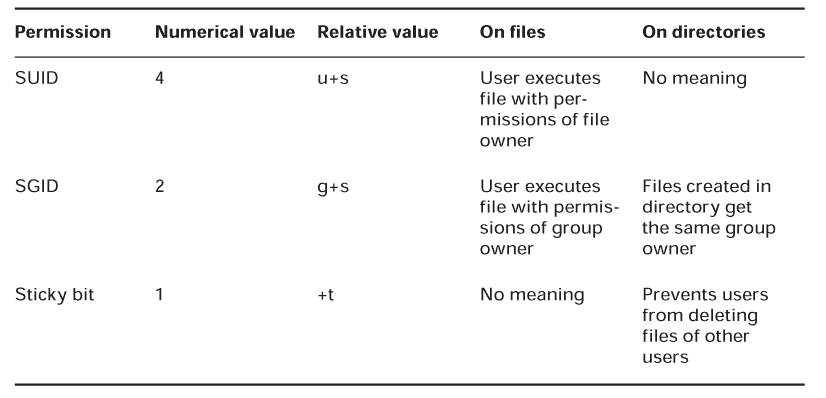 Permission Numerical value Relative value On files On directories
SUID 4 u+s User executes No meaning
file with per-
missions of file
owner
SGID 2 g+s User executes Files created in
file with permis- directory get
sions of group the same group
owner owner
Sticky bit 1 +t No meaning Prevents users
from deleting
files of other
users